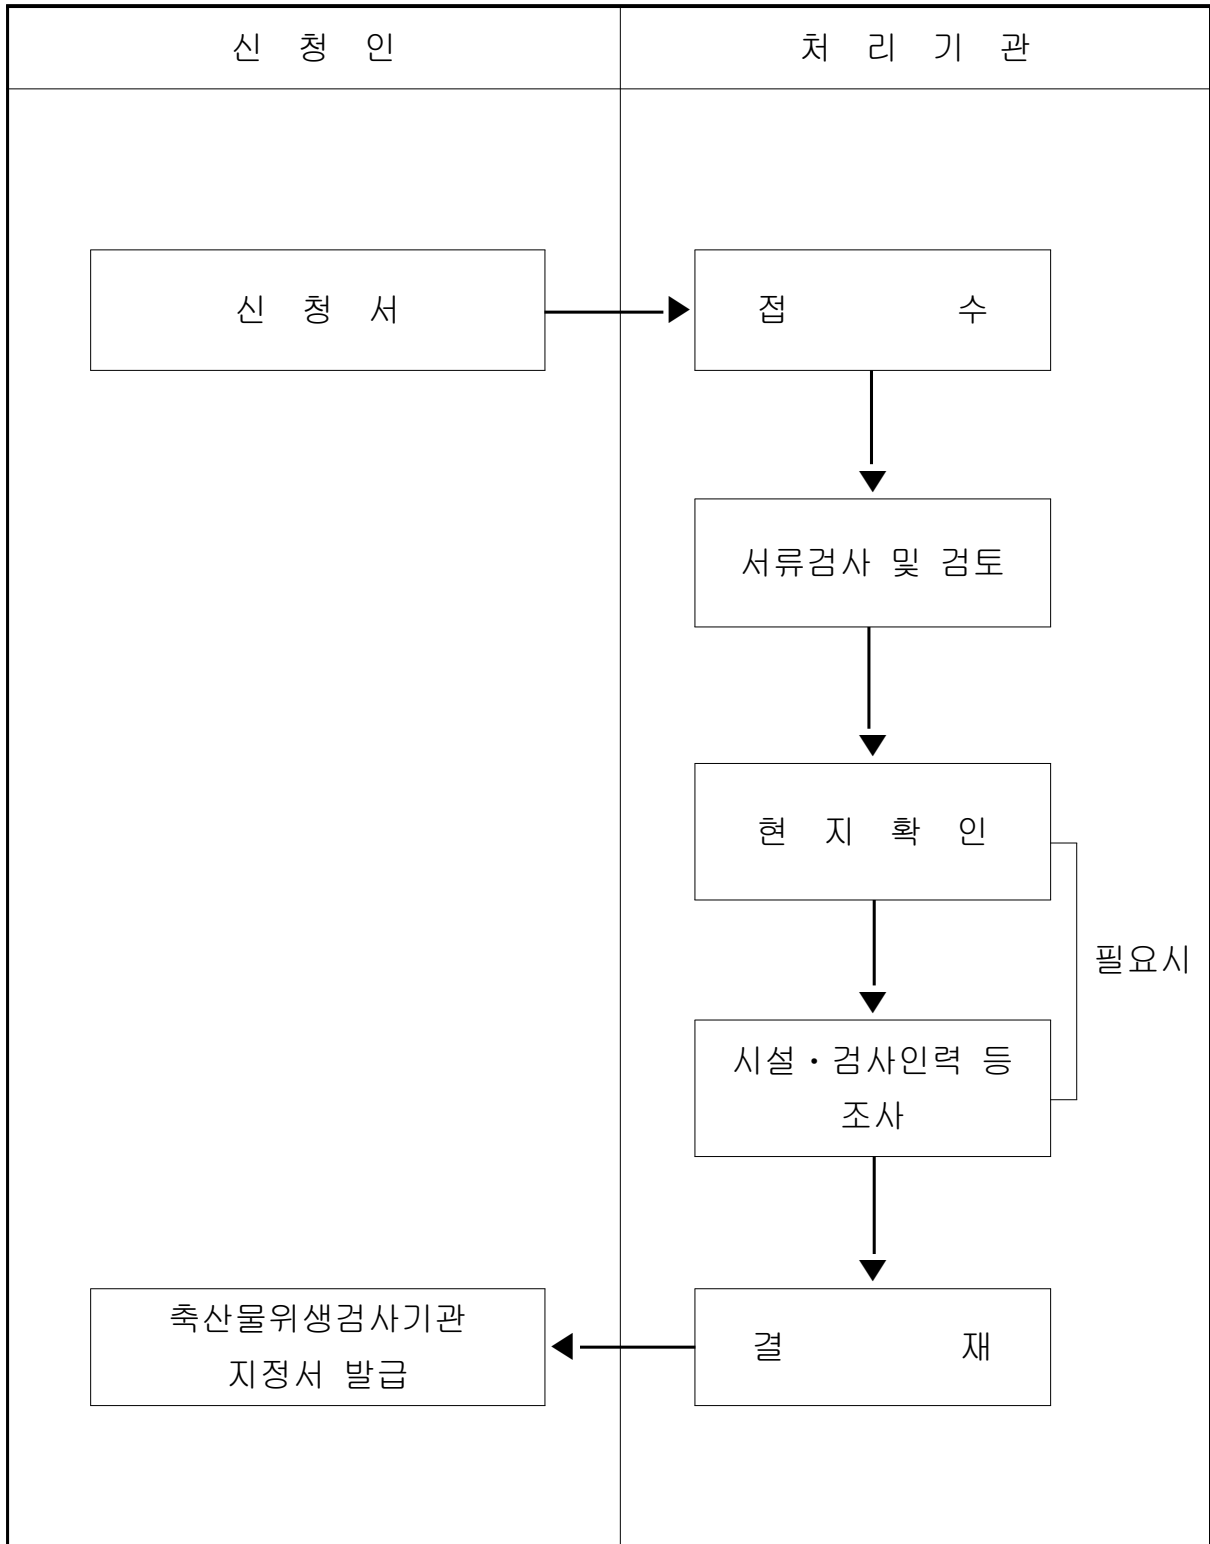 신 청 인
처 리 기 관
신 청 서
접 수
서류검사 및 검토
현 지 확 인
필요시
시설・검사인력 등
조사
결 재
축산물위생검사기관
지정서 발급